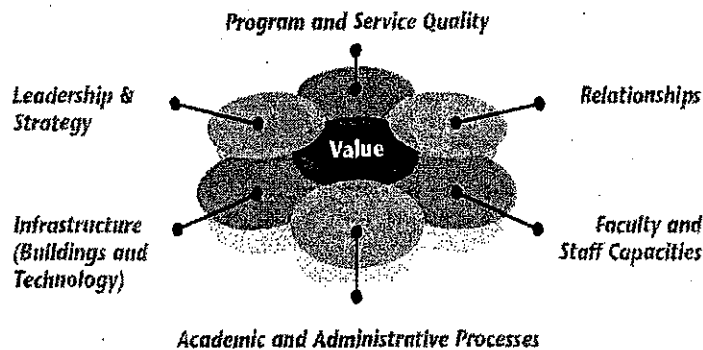 Program and Service Quality
Leadership &
Strategy
Relationships
Value
Infrastructure
(Buildings and
Technology)
Faculty and
Staff Capacities
Academic and Administrative Processes